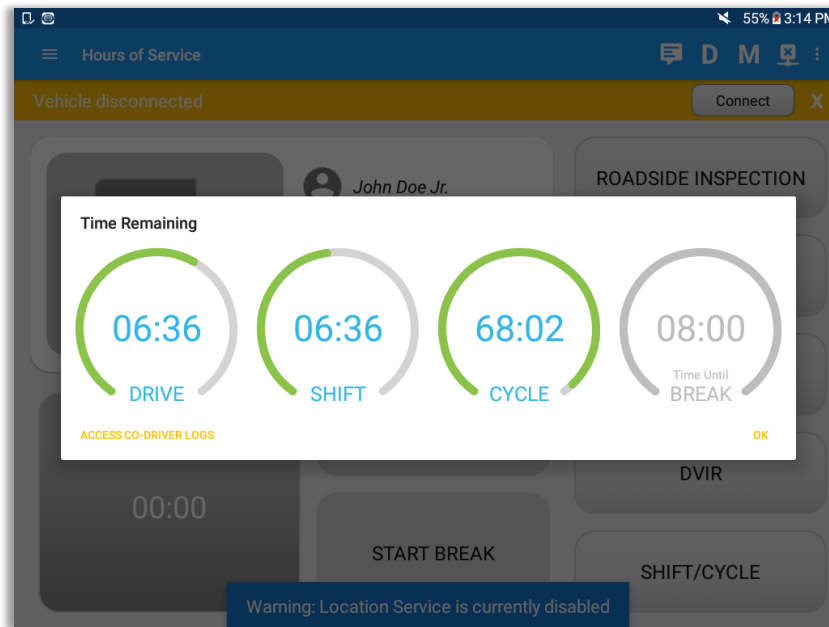 55% 3:14 PM
Hours of Service
D M
Vehicle disconnected
Connect
X
John Doe Jr.
ROADSIDE INSPECTION
Time Remaining
06:36
DRIVE
06:36
SHIFT
68:02
CYCLE
08:00
Time Until
BREAK
ACCESS CO-DRIVER LOGS
OK
DVIR
00:00
START BREAK
SHIFT/CYCLE
Warning: Location Service is currently disabled